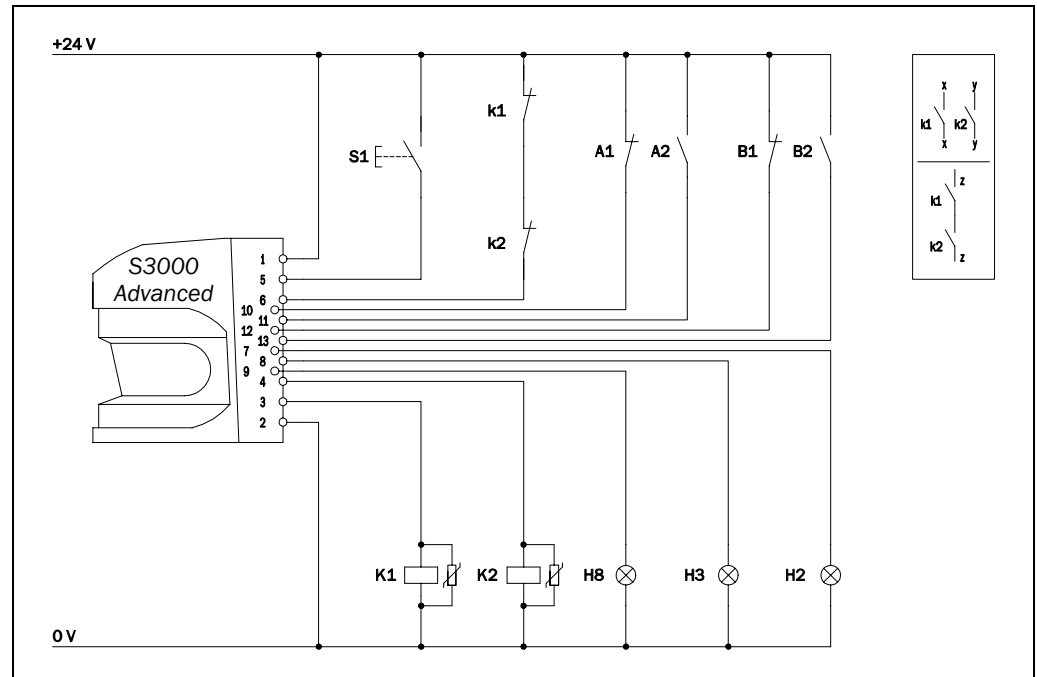 +24 V
x y
k1 k2
x y
k1
S1
A1 A2 B1 B2
z
k1
k2
z
k2
S3000
Advanced
1
5
6
10
11
12
13
7
8
9
4
3
2
K1 K2 H8 H3 H2
0 V